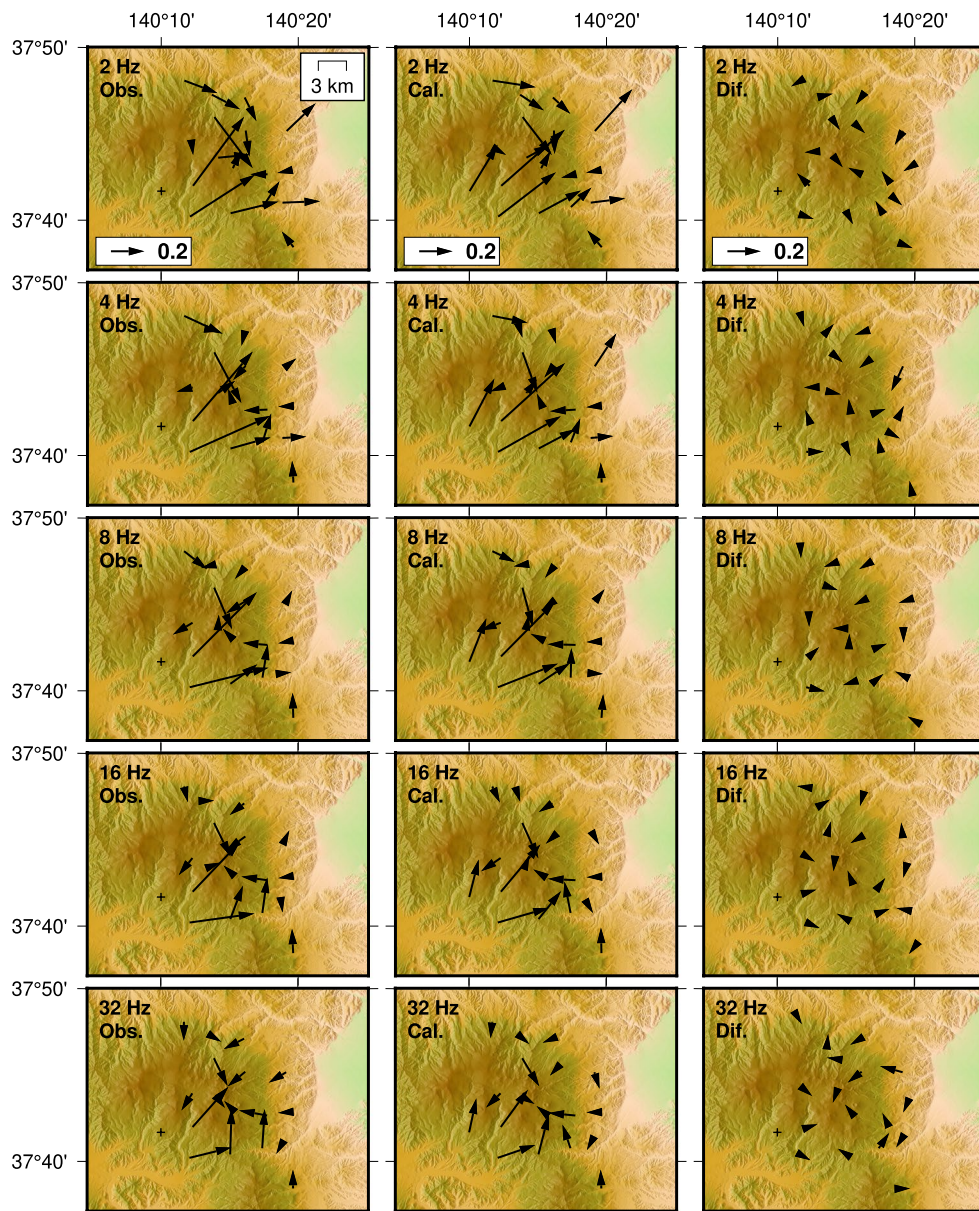 140°10' 140°20' 140°10' 140°20' 140°10' 140°20'
37°50'
2 Hz
Obs.
3 km
2 Hz
Cal.
2 Hz
Dif.
37°40'
0.2
0.2
0.2
37°50'
4 Hz
Obs.
4 Hz
Cal.
4 Hz
Dif.
37°40'
37°50'
8 Hz
Obs.
8 Hz
Cal.
8 Hz
Dif.
37°40'
37°50'
16 Hz
Obs.
16 Hz
Cal.
16 Hz
Dif.
37°40'
37°50'
32 Hz
Obs.
32 Hz
Cal.
32 Hz
Dif.
37°40'